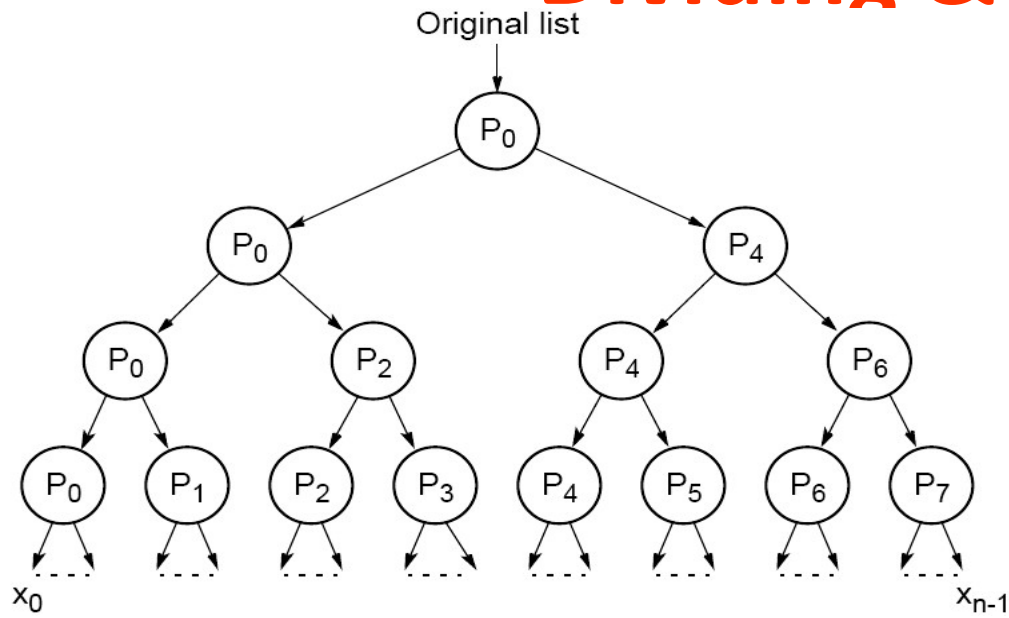 Dividing &
Original list
P0
P0 P4
P0 P2 P4 P6
P0 P1 P2 P3 P4 P5 P6 P7
x0 xn-1